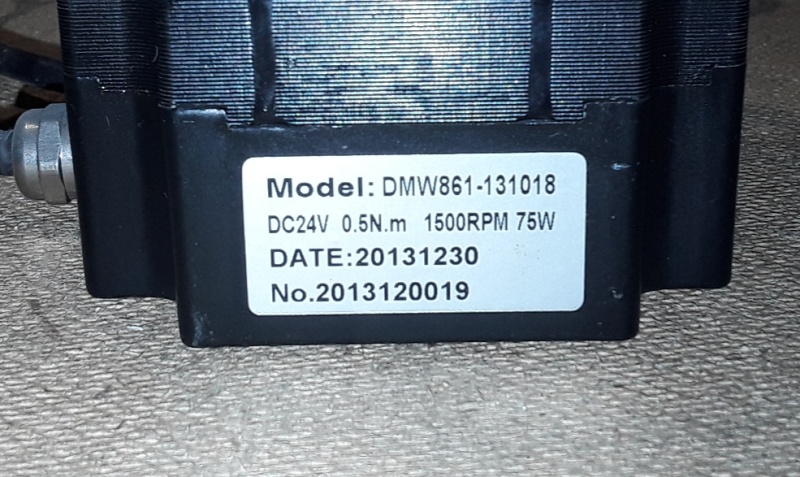 Model: DMW861-131018
DC24V 0.5N.m 1500RPM 75W
DATE:20131230
No.2013120019